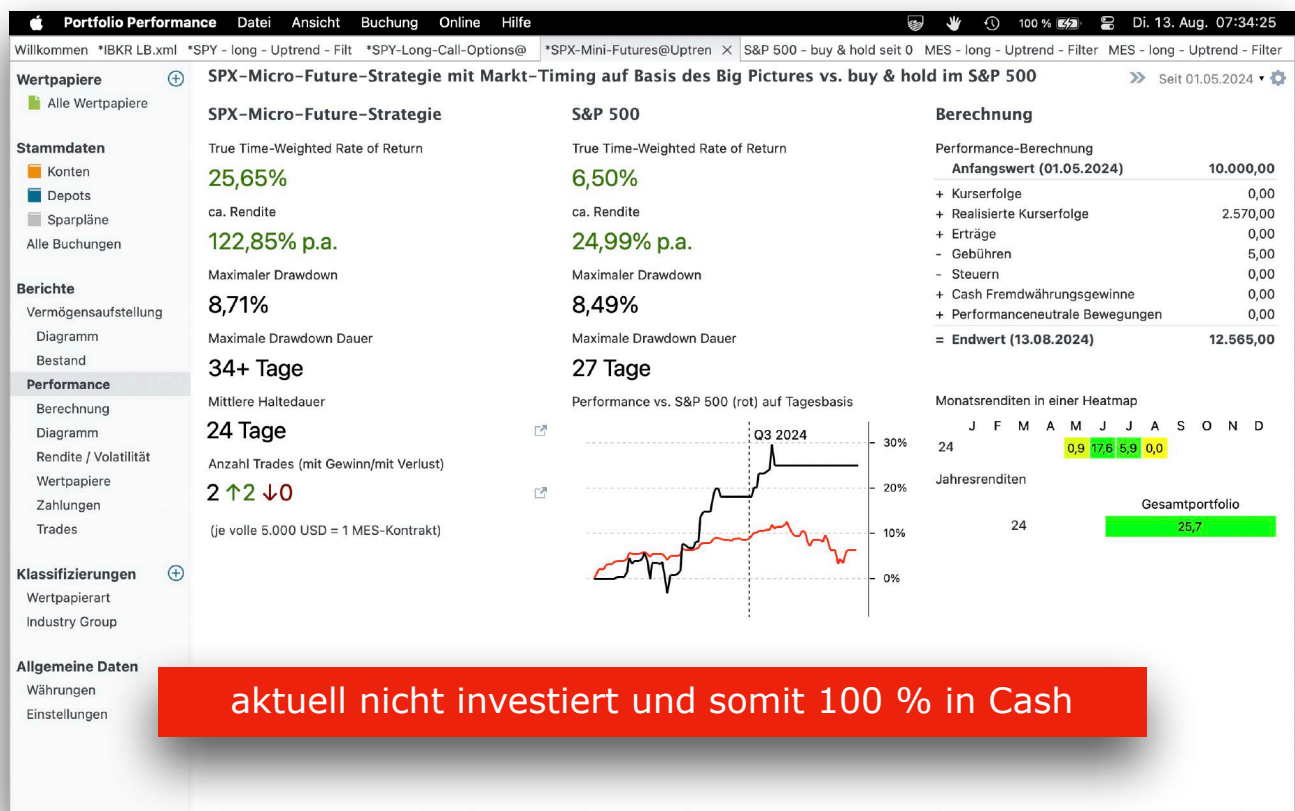 Portfolio Performance Datei Ansicht Buchung Online Hilfe 100 % Di. 13. Aug. 07:34:25
Willkommen *IBKR LB.xml *SPY - long - Uptrend - Filt *SPY-Long-Call-Options@ *SPX-Mini-Futures@Uptren × S&P 500 - buy & hold seit 0 MES - long - Uptrend - Filter MES - long - Uptrend - Filter
Wertpapiere
Alle Wertpapiere
Stammdaten
Konten
Depots
Sparpläne
Alle Buchungen
Berichte
Vermögensaufstellung
Diagramm
Bestand
Performance
Berechnung
Diagramm
Rendite / Volatilität
Wertpapiere
Zahlungen
Trades
Klassifizierungen
Wertpapierart
Industry Group
Allgemeine Daten
Währungen
Einstellungen
SPX-Micro-Future-Strategie mit Markt-Timing auf Basis des Big Pictures vs. buy & hold im S&P 500
Seit 01.05.2024
SPX-Micro-Future-Strategie
True Time-Weighted Rate of Return
25,65%
ca. Rendite
122,85% p.a.
Maximaler Drawdown
8,71%
Maximale Drawdown Dauer
34+ Tage
Mittlere Haltedauer
24 Tage
Anzahl Trades (mit Gewinn/mit Verlust)
2 ↑2 ↓0
(je volle 5.000 USD = 1 MES-Kontrakt)
S&P 500
True Time-Weighted Rate of Return
6,50%
ca. Rendite
24,99% p.a.
Maximaler Drawdown
8,49%
Maximale Drawdown Dauer
27 Tage
Performance vs. S&P 500 (rot) auf Tagesbasis
Q3 2024
30%
20%
10%
0%
Berechnung
Performance-Berechnung
Anfangswert (01.05.2024) 10.000,00
+ Kurserfolge 0,00
+ Realisierte Kurserfolge 2.570,00
+ Erträge 0,00
- Gebühren 5,00
- Steuern 0,00
+ Cash Fremdwährungsgewinne 0,00
+ Performanceneutrale Bewegungen 0,00
= Endwert (13.08.2024) 12.565,00
Monatsrenditen in einer Heatmap
J F M A M J J A S O N D
24 0,9 17,6 5,9 0,0
Jahresrenditen
Gesamtportfolio
24 25,7
aktuell nicht investiert und somit 100 % in Cash